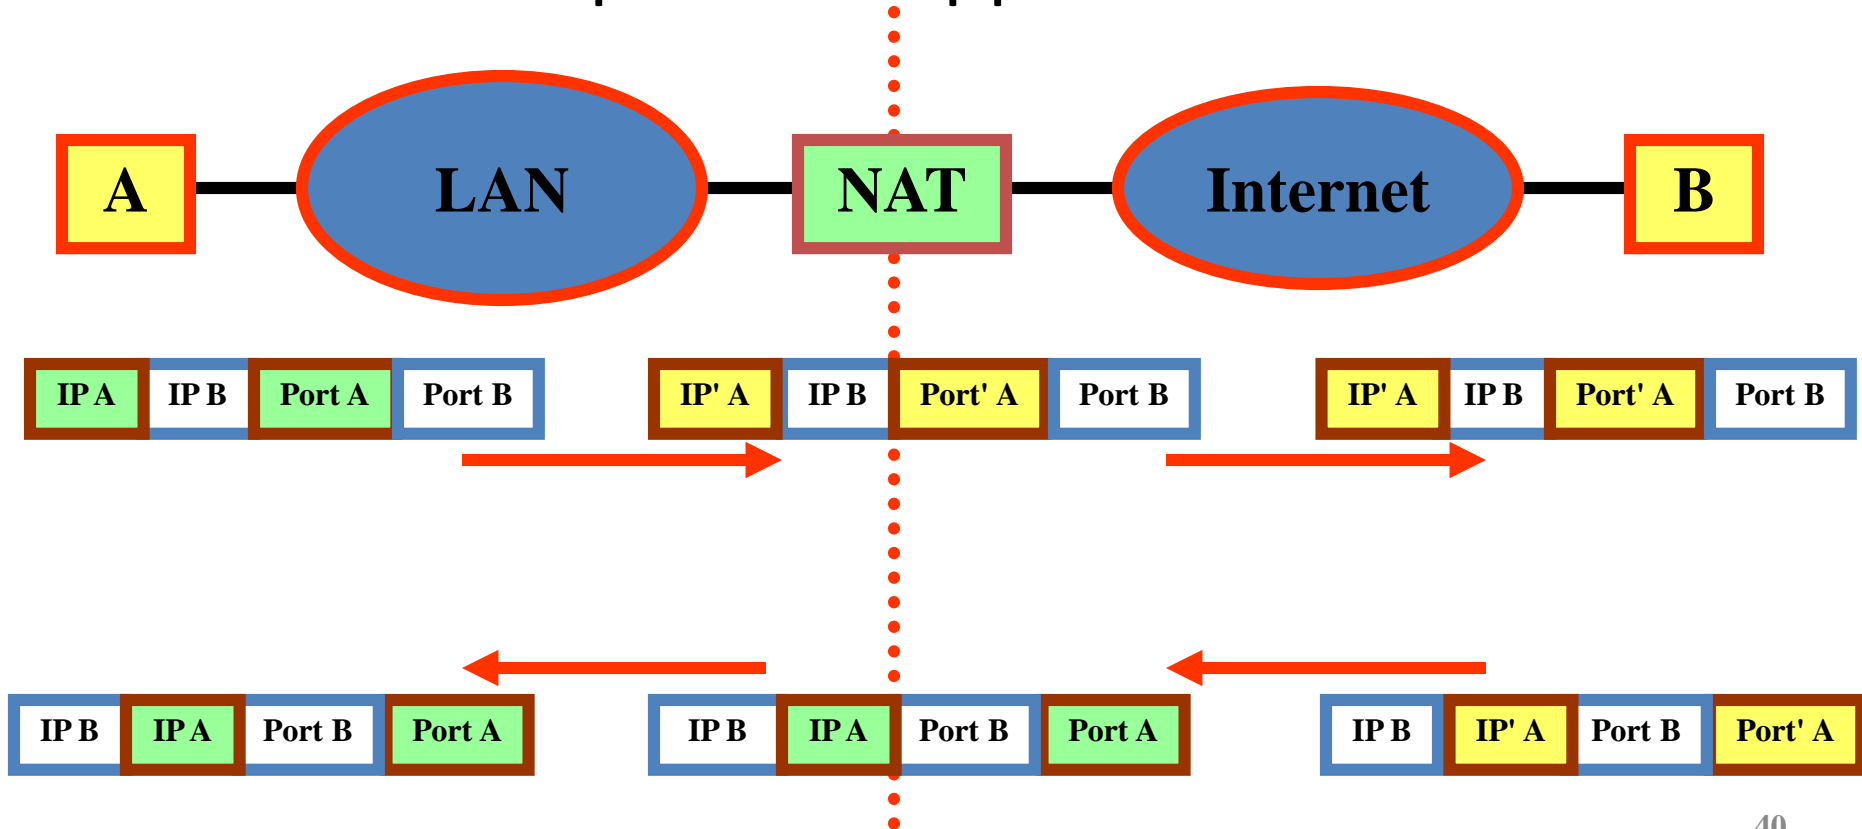 A LAN NAT Internet B
IP A IP B Port A Port B IP' A IP B Port' A Port B IP' A IP B Port' A Port B
IP B IP A Port B Port A IP B IP A Port B Port A IP B IP' A Port B Port' A
40